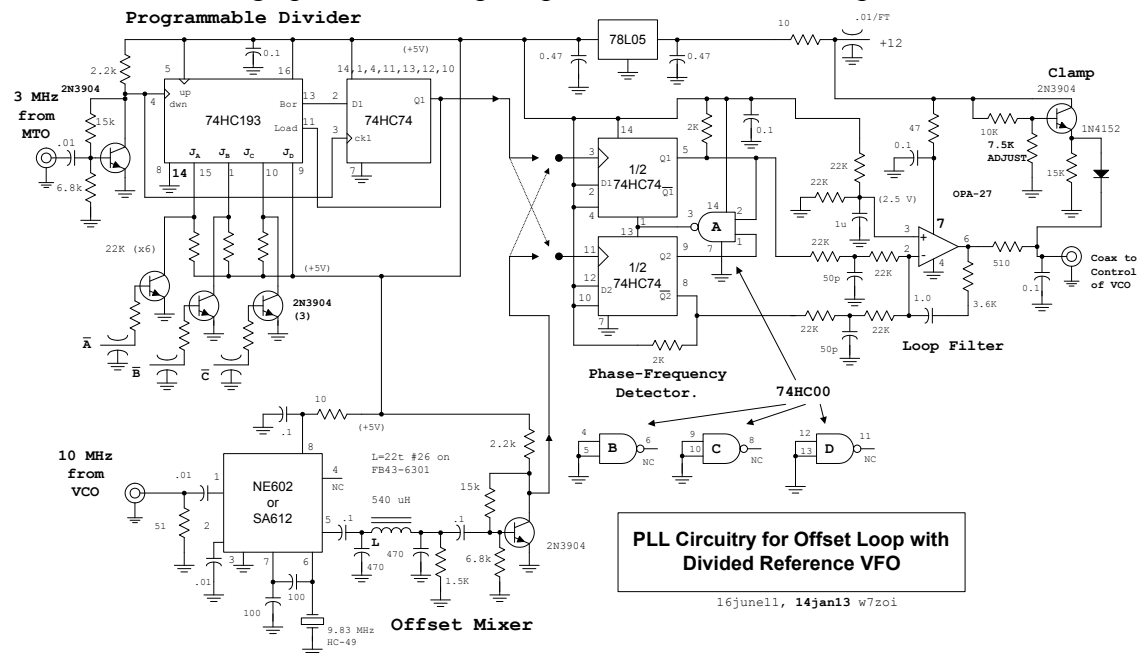 Programmable Divider
78L05
10
.01/FT
+12
0.1
(+5V)
0.47
0.47
2.2k
5
16
14,1,4,11,13,12,10
Clamp
2N3904
2N3904
4
up
dwn
Bor
13
2
D1
Q1
3 MHz
from
MTO
15k
.01
6.8k
74HC193
Load
11
3
ck1
74HC74
JA
JB
JC
JD
8
14
15
1
10
9
7
14
2K
0.1
47
10K
7.5K
ADJUST
1N4152
15K
0.1
3
1/2
74HC74
Q1
5
D1
Q1
2
4
22K
22K
(2.5 V)
1u
OPA-27
14
3
A
2
1
7
1
13
11
1/2
74HC74
Q2
9
12
D2
Q2
8
10
7
22K
22K
50p
7
3
+
2
-
6
4
510
0.1
Coax to
Control
of VCO
1.0
3.6K
22K
22K
50p
Loop Filter
2K
22K (x6)
(+5V)
2N3904
(3)
A
B
C
Phase-Frequency
Detector.
74HC00
4
5
B
6
NC
9
10
C
8
NC
12
13
D
11
NC
10
.1
(+5V)
2.2k
10 MHz
from
VCO
.01
51
1
2
8
4
NC
NE602
or
SA612
5
3
7
6
.01
100
100
9.83 MHz
HC-49
L=22t #26 on
FB43-6301
540 uH
.1
L
470
470
1.5K
.1
15k
6.8k
2N3904
Offset Mixer
PLL Circuitry for Offset Loop with
Divided Reference VFO
16june11, 14jan13 w7zoi